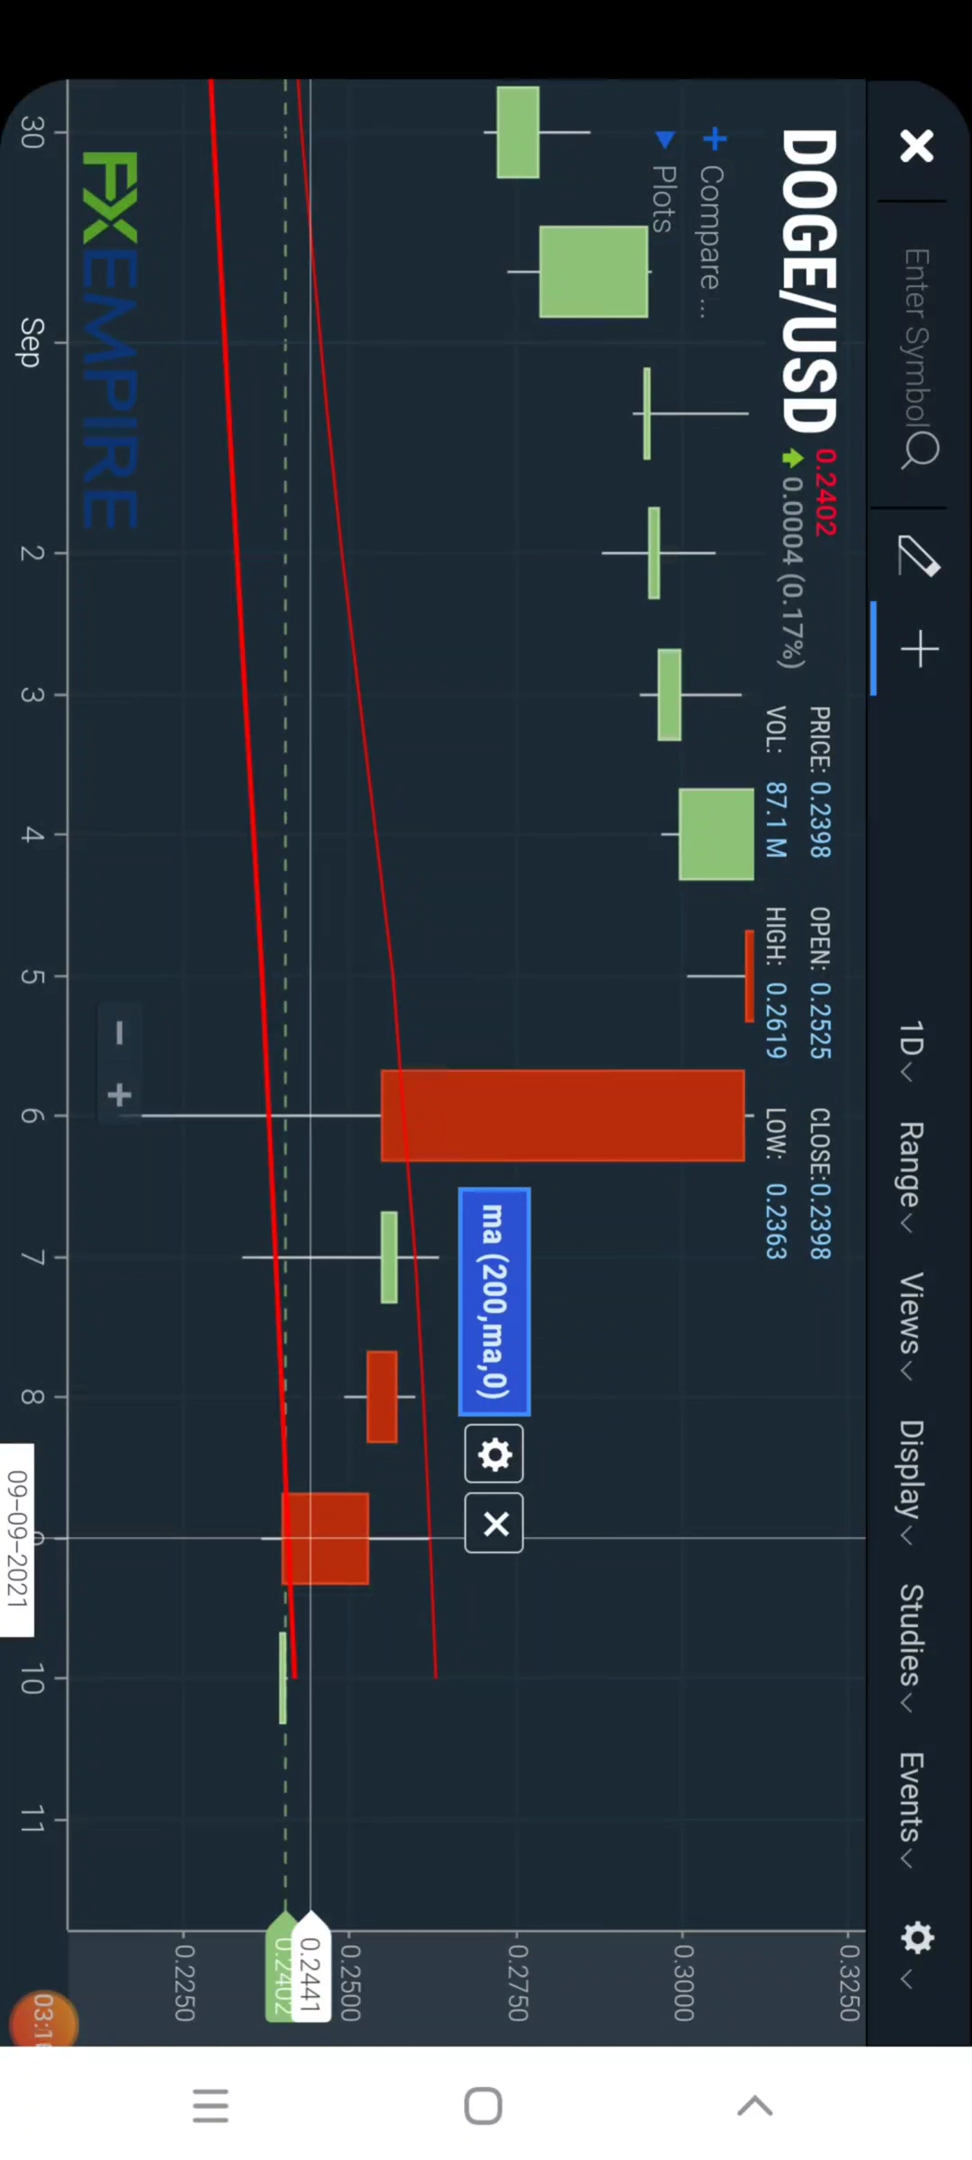 Enter Symbol
1D
Range
Views
Display
Studies
Events
DOGE/USD
0.2402
0.0004 (0.17%)
PRICE: 0.2398
OPEN: 0.2525
CLOSE:0.2398
VOL: 87.1 M
HIGH: 0.2619
LOW: 0.2363
+ Compare ...
Plots
ma (200,ma,0)
0.3250
0.3000
0.2750
0.2500
0.2441
0.2402
0.2250
FXEMPIRE
30
Sep
2
3
4
5
6
7
8
10
11
09-09-2021